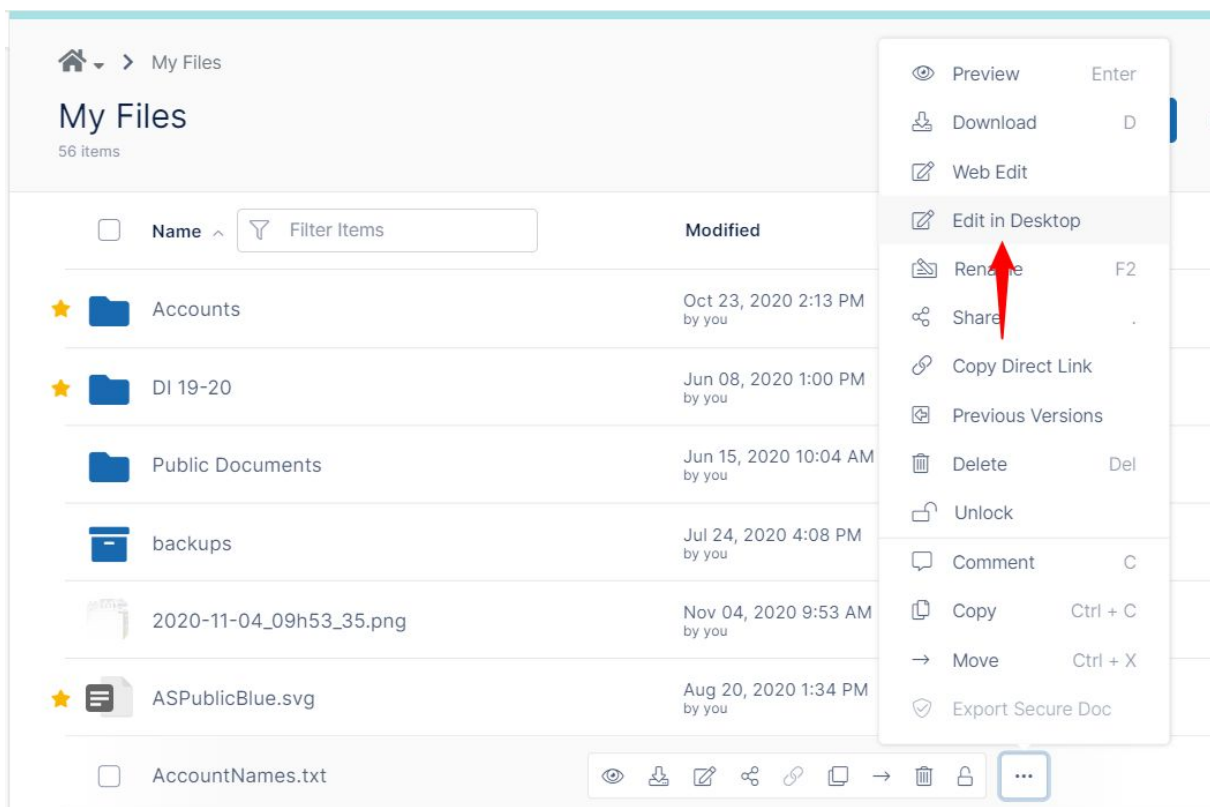 My Files
My Files
56 items
Name Filter Items Modified
Accounts Oct 23, 2020 2:13 PM
by you
DI 19-20 Jun 08, 2020 1:00 PM
by you
Public Documents Jun 15, 2020 10:04 AM
by you
backups Jul 24, 2020 4:08 PM
by you
2020-11-04_09h53_35.png Nov 04, 2020 9:53 AM
by you
ASPublicBlue.svg Aug 20, 2020 1:34 PM
by you
AccountNames.txt
Preview Enter
Download D
Web Edit
Edit in Desktop
Rename F2
Share .
Copy Direct Link
Previous Versions
Delete Del
Unlock
Comment C
Copy Ctrl + C
Move Ctrl + X
Export Secure Doc